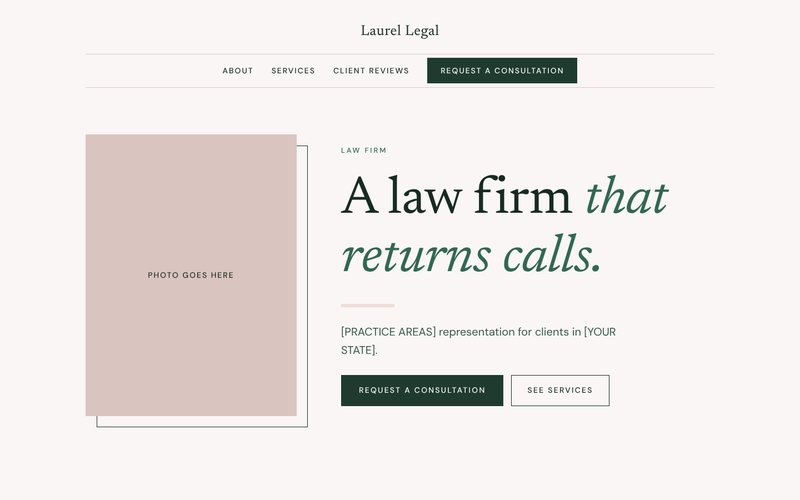 Laurel Legal
ABOUT SERVICES CLIENT REVIEWS REQUEST A CONSULTATION
PHOTO GOES HERE
LAW FIRM
A law firm that
returns calls.
[PRACTICE AREAS] representation for clients in [YOUR
STATE].
REQUEST A CONSULTATION SEE SERVICES